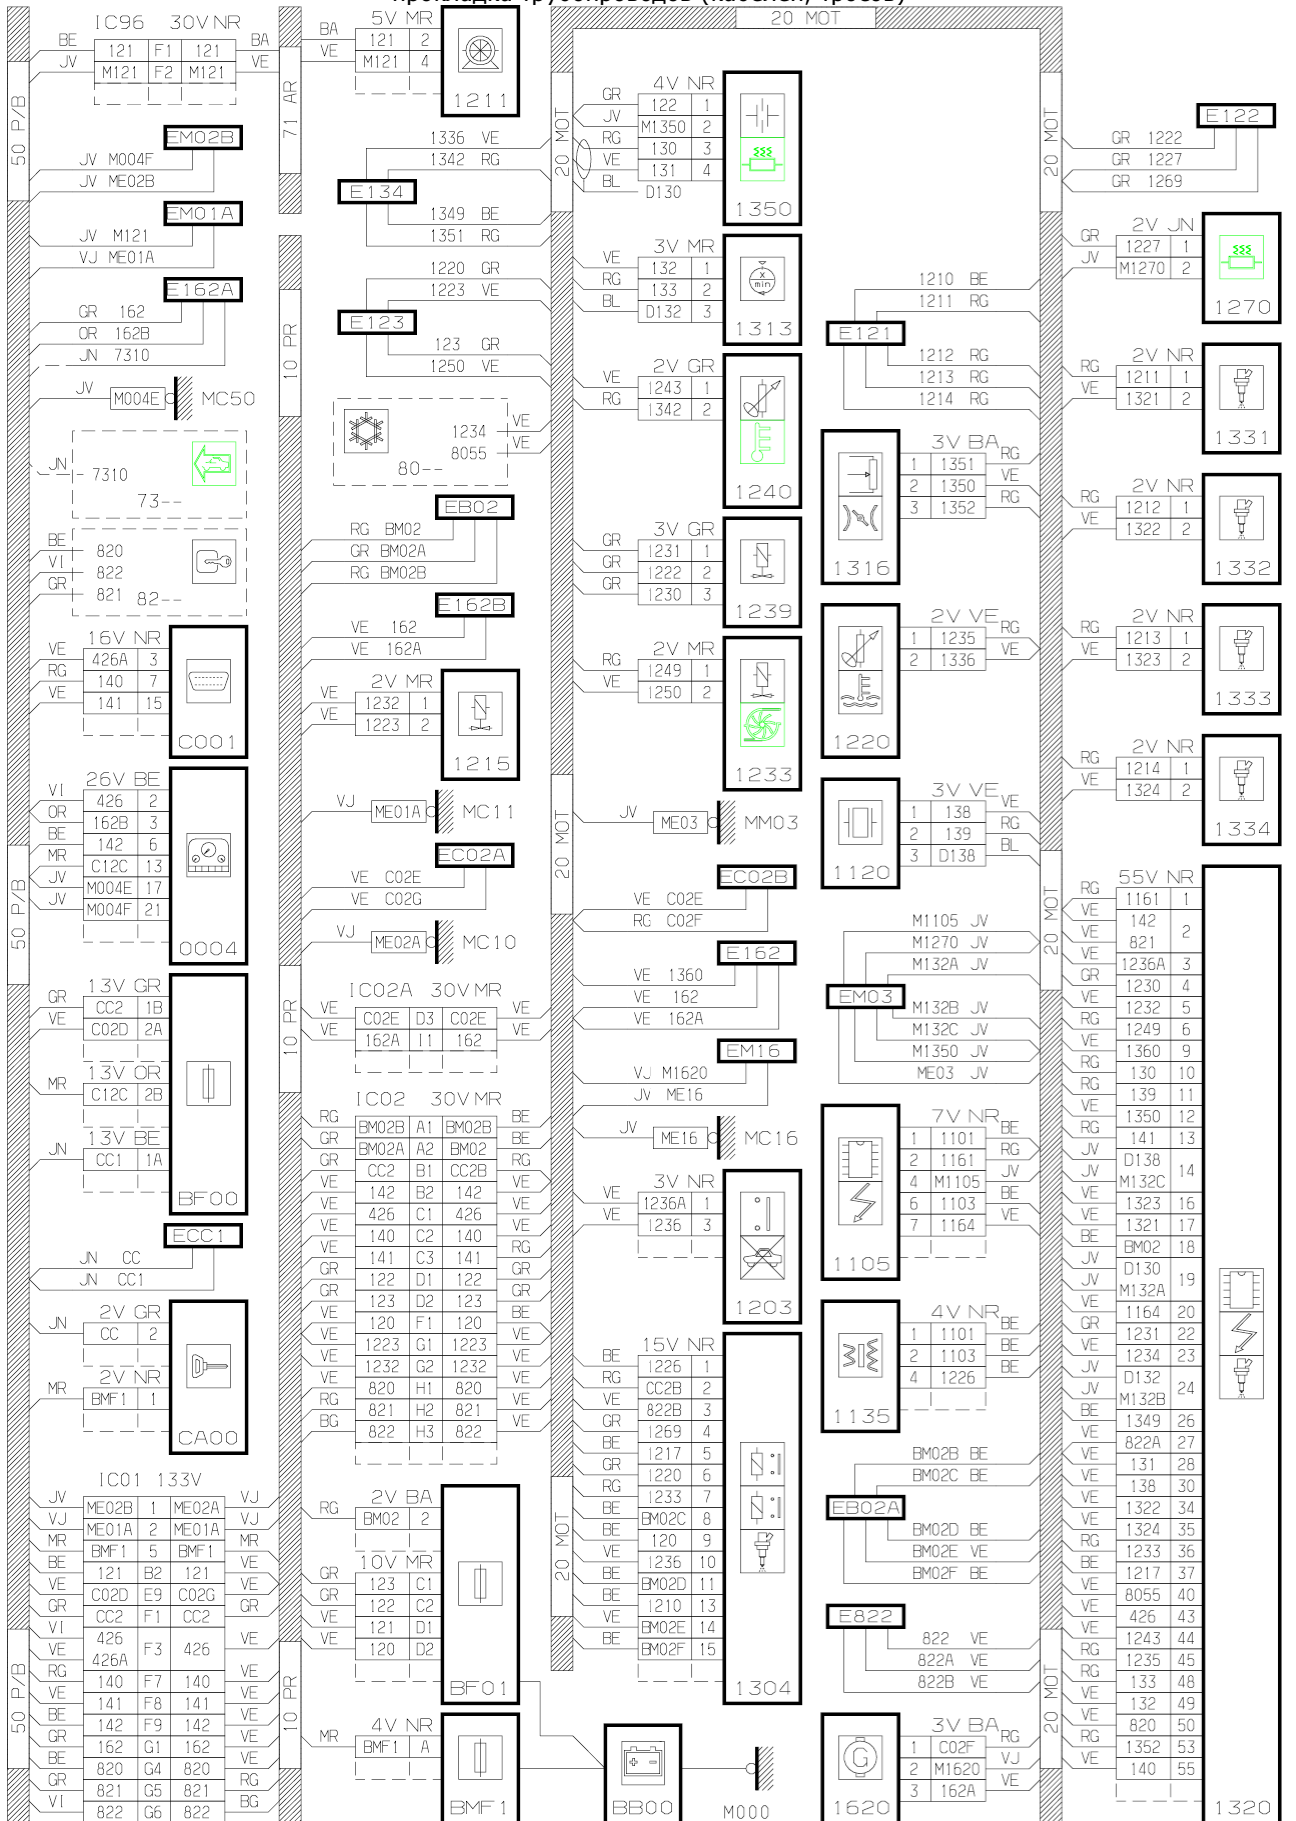 прокладка трубопроводов (кабелей, тросов)
20 MOT
IC96 30V NR
BE 121 F1 121 BA
JV M121 F2 M121 VE
50 P/B
EM02B
JV M004F
JV ME02B
EM01A
JV M121
VJ ME01A
E162A
GR 162
OR 162B
JN 7310
JV M004E MC50
JN 7310
73--
BE 820
VI 822
GR 821
82--
16V NR
VE 426A 3
RG 140 7
VE 141 15
C001
26V BE
VI 426 2
OR 162B 3
BE 142 6
MR C12C 13
JV M004E 17
JV M004F 21
0004
50 P/B
13V GR
GR CC2 1B
VE C02D 2A
13V OR
MR C12C 2B
13V BE
JN CC1 1A
BF00
ECC1
JN CC
JN CC1
2V GR
JN CC 2
2V NR
MR BMF1 1
CA00
IC01 133V
JV ME02B 1 ME02A VJ
VJ ME01A 2 ME01A VJ
MR BMF1 5 BMF1 MR
BE 121 B2 121 VE
VE C02D E9 C02G VE
GR CC2 F1 CC2 GR
VI 426
VE 426A F3 426 VE
RG 140 F7 140 VE
VE 141 F8 141 VE
BE 142 F9 142 VE
GR 162 G1 162 VE
BE 820 G4 820 VE
GR 821 G5 821 RG
VI 822 G6 822 BG
50 P/B
71 AR
5V MR
BA 121 2
VE M121 4
1211
1336 VE
1342 RG
E134
1349 BE
1351 RG
10 PR
1220 GR
1223 VE
E123
123 GR
1250 VE
1234 VE
8055 VE
80--
EB02
RG BM02
GR BM02A
RG BM02B
E162B
VE 162
VE 162A
2V MR
VE 1232 1
VE 1223 2
1215
VJ ME01A MC11
EC02A
VE C02E
VE C02G
VJ ME02A MC10
10 PR
IC02A 30V MR
VE C02E D3 C02E VE
VE 162A I1 162 VE
IC02 30V MR
RG BM02B A1 BM02B BE
GR BM02A A2 BM02 BE
GR CC2 B1 CC2B RG
VE 142 B2 142 VE
VE 426 C1 426 VE
VE 140 C2 140 VE
VE 141 C3 141 RG
GR 122 D1 122 GR
GR 123 D2 123 GR
VE 120 F1 120 BE
VE 1223 G1 1223 VE
VE 1232 G2 1232 VE
VE 820 H1 820 VE
RG 821 H2 821 VE
BG 822 H3 822 VE
2V BA
RG BM02 2
10V MR
GR 123 C1
GR 122 C2
VE 121 D1
VE 120 D2
BF01
10 PR
4V NR
MR BMF1 A
BMF1
BB00
M000
20 MOT
4V NR
GR 122 1
JV M1350 2
RG 130 3
VE 131 4
BL D130
1350
3V MR
VE 132 1
RG 133 2
BL D132 3
1313
2V GR
VE 1243 1
RG 1342 2
1240
3V GR
GR 1231 1
GR 1222 2
GR 1230 3
1239
2V MR
RG 1249 1
VE 1250 2
1233
20 MOT
JV ME03 MM03
EC02B
VE C02E
RG C02F
E162
VE 1360
VE 162
VE 162A
EM16
VJ M1620
JV ME16
JV ME16 MC16
3V NR
VE 1236A 1
VE 1236 3
1203
15V NR
BE 1226 1
RG CC2B 2
VE 822B 3
GR 1269 4
BE 1217 5
GR 1220 6
RG 1233 7
BE BM02C 8
BE 120 9
VE 1236 10
BE BM02D 11
BE 1210 13
VE BM02E 14
BE BM02F 15
1304
20 MOT
1210 BE
1211 RG
E121
1212 RG
1213 RG
1214 RG
3V BA
1 1351 RG
2 1350 VE
3 1352 RG
1316
2V VE
1 1235 RG
2 1336 VE
1220
3V VE
1 138 VE
2 139 RG
3 D138 BL
1120
M1105 JV
M1270 JV
M132A JV
EM03
M132B JV
M132C JV
M1350 JV
ME03 JV
7V NR
1 1101 BE
2 1161 RG
4 M1105 JV
6 1103 BE
7 1164 VE
1105
4V NR
1 1101 BE
2 1103 BE
4 1226 BE
1135
BM02B BE
BM02C BE
EB02A
BM02D BE
BM02E VE
BM02F BE
E822
822 VE
822A VE
822B VE
3V BA
1 C02F RG
2 M1620 VJ
3 162A VE
1620
20 MOT
E122
GR 1222
GR 1227
GR 1269
2V JN
GR 1227 1
JV M1270 2
1270
2V NR
RG 1211 1
VE 1321 2
1331
2V NR
RG 1212 1
VE 1322 2
1332
2V NR
RG 1213 1
VE 1323 2
1333
2V NR
RG 1214 1
VE 1324 2
1334
20 MOT
55V NR
RG 1161 1
VE 142
VE 821 2
VE 1236A 3
GR 1230 4
VE 1232 5
RG 1249 6
VE 1360 9
RG 130 10
RG 139 11
VE 1350 12
RG 141 13
JV D138
JV M132C 14
VE 1323 16
VE 1321 17
BE BM02 18
JV D130
JV M132A 19
VE 1164 20
GR 1231 22
VE 1234 23
JV D132
JV M132B 24
BE 1349 26
VE 822A 27
VE 131 28
VE 138 30
VE 1322 34
VE 1324 35
RG 1233 36
BE 1217 37
VE 8055 40
VE 426 43
VE 1243 44
RG 1235 45
RG 133 48
VE 132 49
VE 820 50
RG 1352 53
VE 140 55
1320
20 MOT